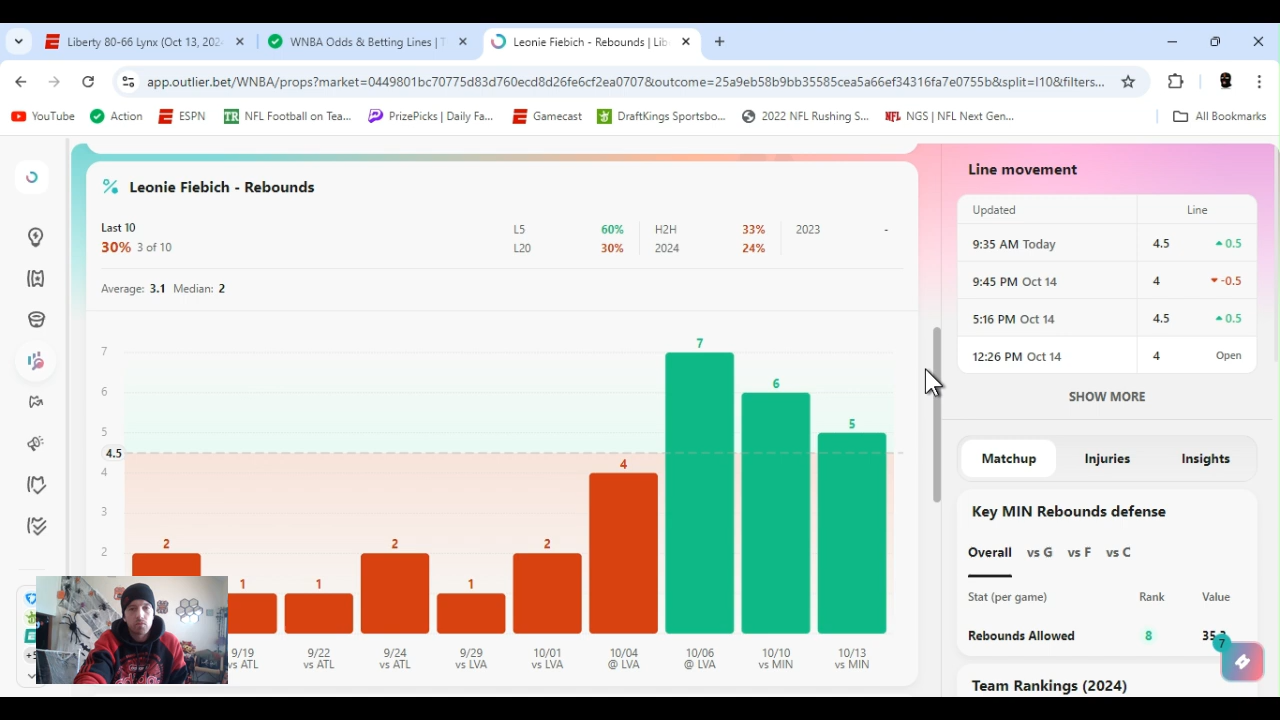 Liberty 80-66 Lynx (Oct 13, 202
WNBA Odds & Betting Lines | T
Leonie Fiebich - Rebounds | Lib
app.outlier.bet/WNBA/props?market=0449801bc70775d83d760ecd8d26fe6cf2ea0707&outcome=25a9eb58b9bb35585cea5a66ef34316fa7e0755b&split=l10&filters...
YouTube
Action
ESPN
NFL Football on Tea...
PrizePicks | Daily Fa...
Gamecast
DraftKings Sportsbo...
2022 NFL Rushing S...
NGS | NFL Next Gen...
All Bookmarks
Leonie Fiebich - Rebounds
Last 10
30% 3 of 10
L5 60% H2H 33% 2023 -
L20 30% 2024 24%
Average: 3.1 Median: 2
7
6
5
4.5
4
3
2
2
1
1
2
1
2
4
7
6
5
9/19 vs ATL
9/22 vs ATL
9/24 vs ATL
9/29 vs LVA
10/01 vs LVA
10/04 @ LVA
10/06 @ LVA
10/10 vs MIN
10/13 vs MIN
Line movement
Updated Line
9:35 AM Today 4.5 0.5
9:45 PM Oct 14 4 -0.5
5:16 PM Oct 14 4.5 0.5
12:26 PM Oct 14 4 Open
SHOW MORE
Matchup Injuries Insights
Key MIN Rebounds defense
Overall vs G vs F vs C
Stat (per game) Rank Value
Rebounds Allowed 8
7
Team Rankings (2024)